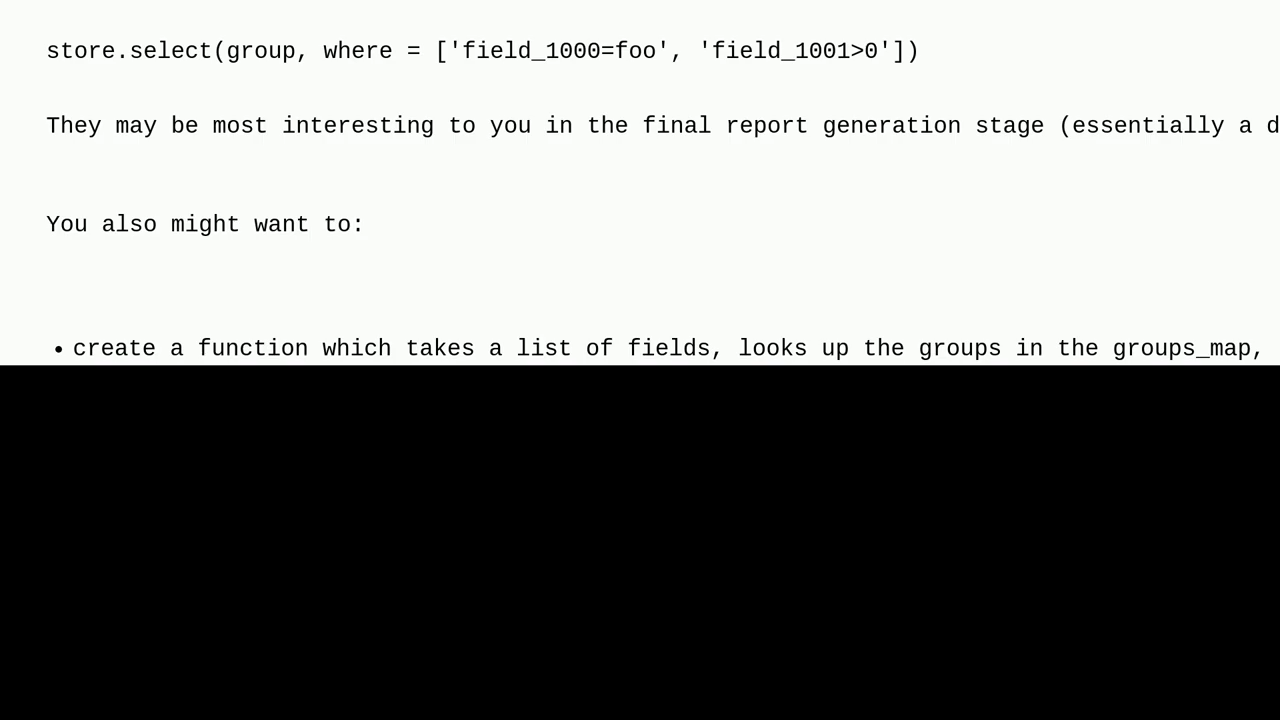 store.select(group, where = ['field_1000=foo', 'field_1001>0'])
They may be most interesting to you in the final report generation stage (essentially a d
You also might want to:
• create a function which takes a list of fields, looks up the groups in the groups_map,